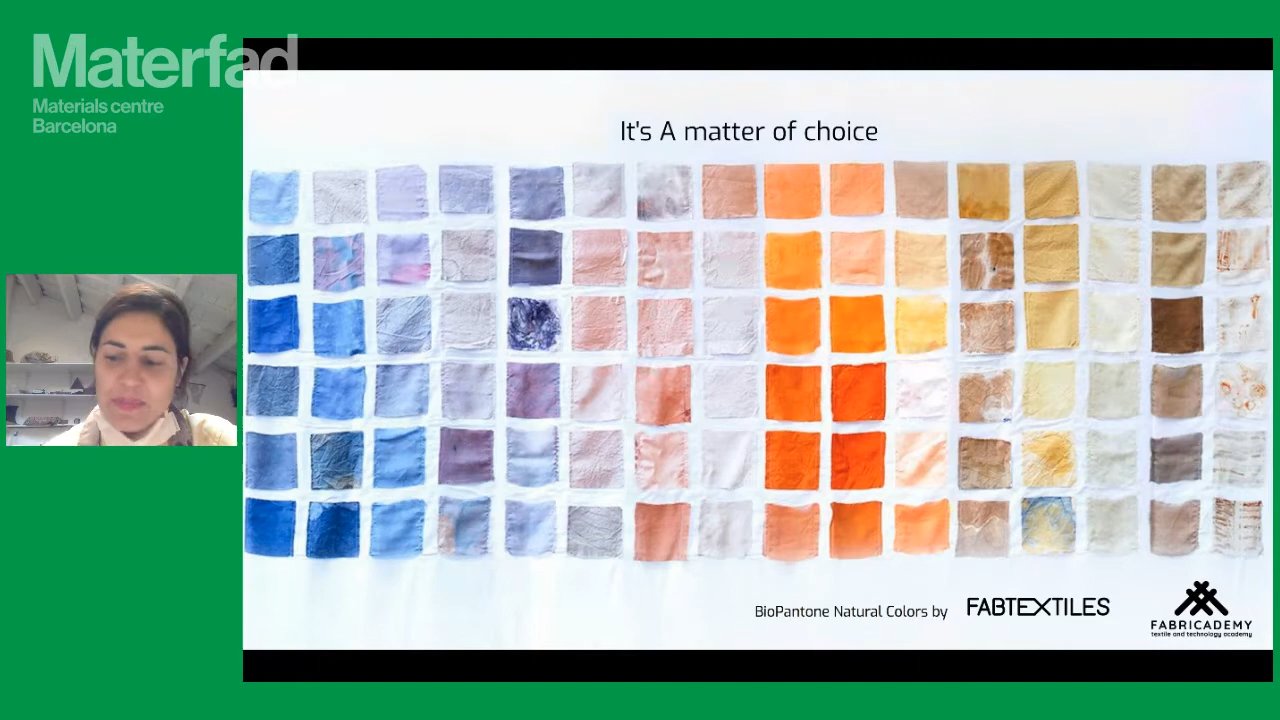 Materfad
Materials centre
Barcelona
It's A matter of choice
BioPantone Natural Colors by
FABTEXTILES
FABRICADEMY
textile and technology academy